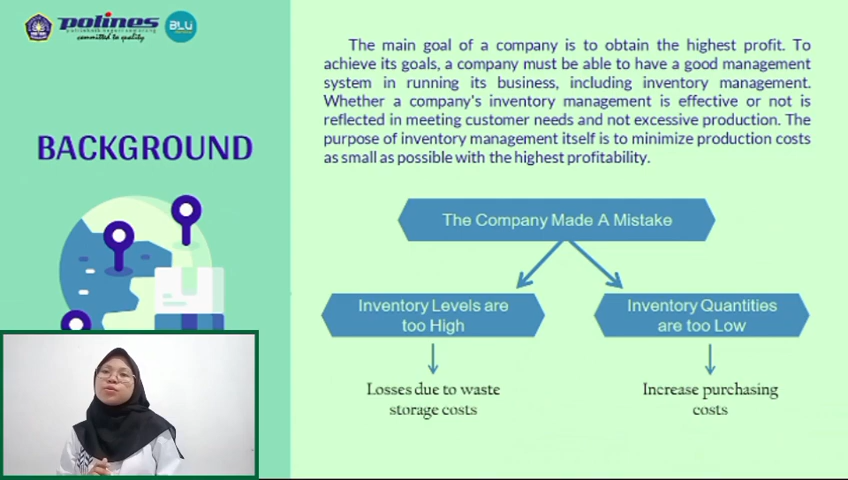 polines
politeknik negeri semarang
committed to quality
BLU
BACKGROUND
The main goal of a company is to obtain the highest profit. To
achieve its goals, a company must be able to have a good management
system in running its business, including inventory management.
Whether a company's inventory management is effective or not is
reflected in meeting customer needs and not excessive production. The
purpose of inventory management itself is to minimize production costs
as small as possible with the highest profitability.
The Company Made A Mistake
Inventory Levels are
too High
Inventory Quantities
are too Low
Losses due to waste
storage costs
Increase purchasing
costs